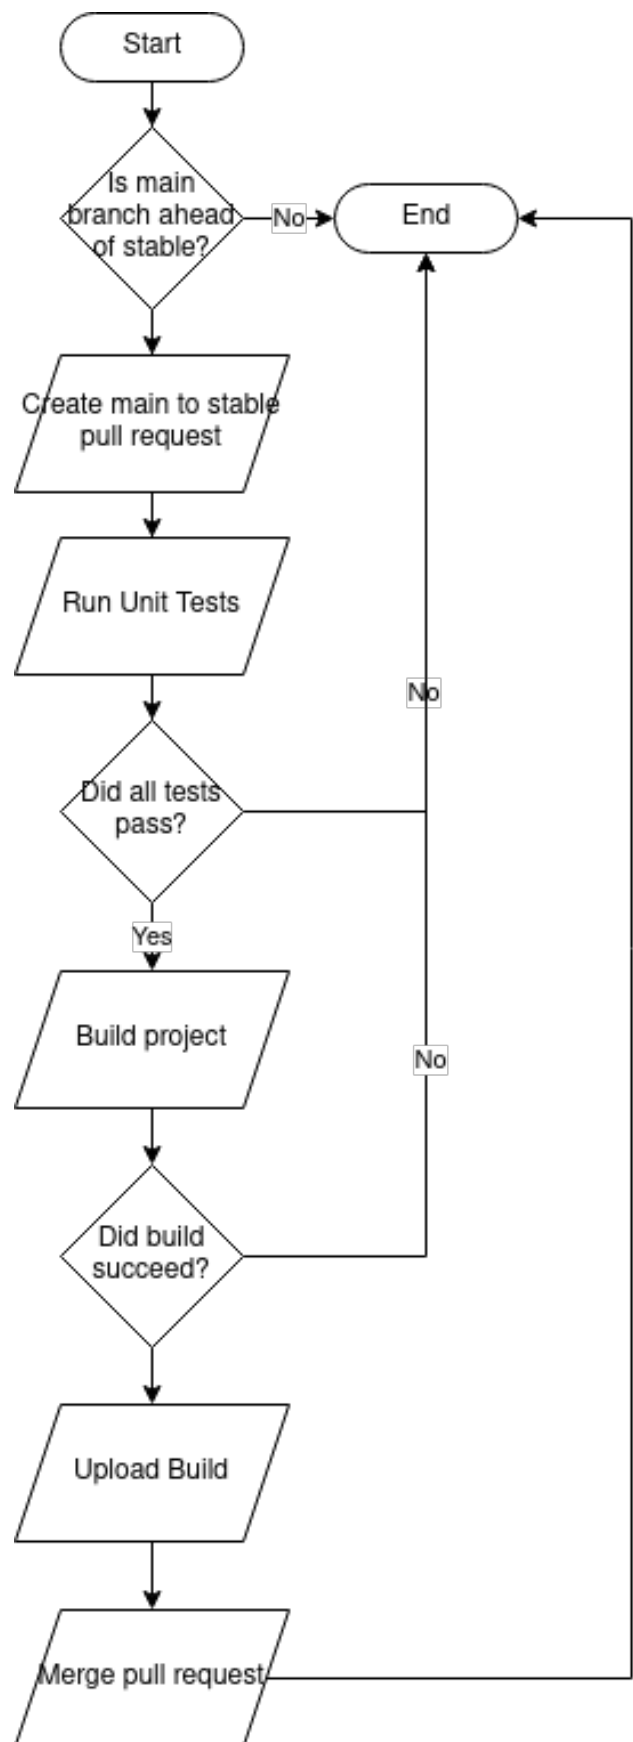 Start
Is main
branch ahead
of stable?
No
End
Create main to stable
pull request
Run Unit Tests
No
Did all tests
pass?
Yes
Build project
No
Did build
succeed?
Upload Build
Merge pull request